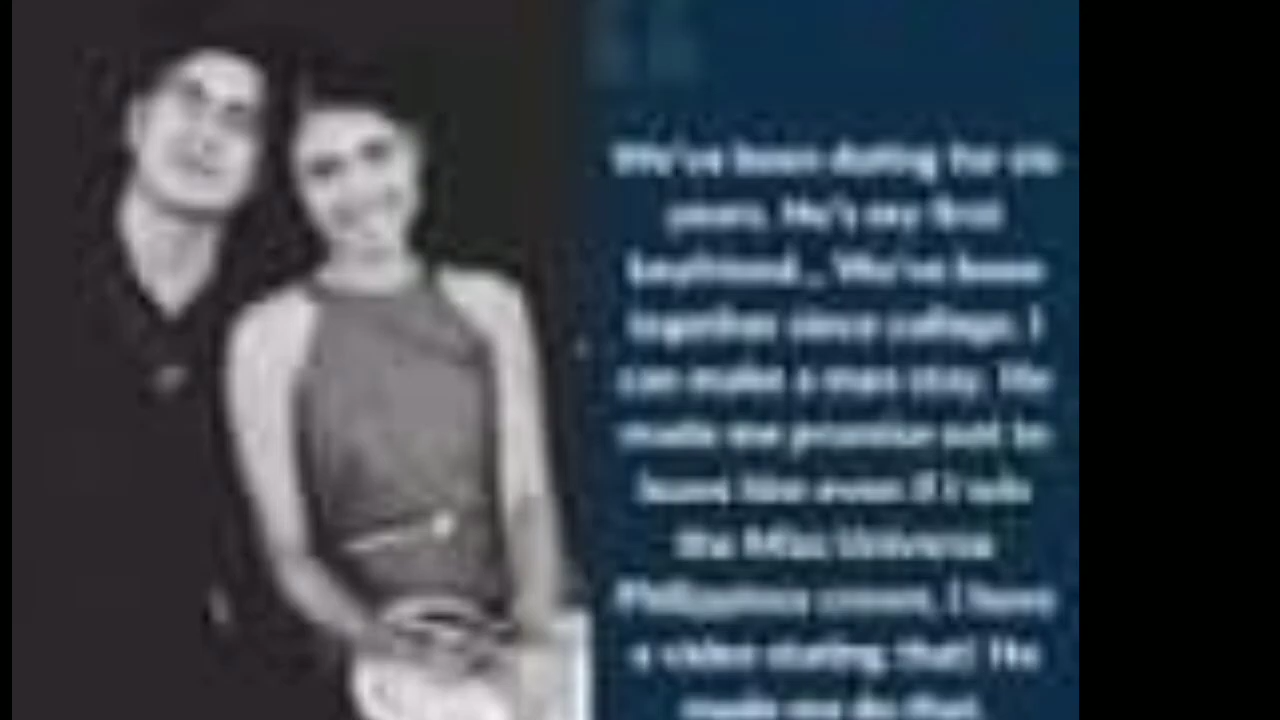 We've been dating for six
years. He's my first
boyfriend... We've been
together since college. I
can make a man stay. He
made me promise not to
leave him even if I win
the Miss Universe
Philippines crown. I have
a video stating that! He
made me do that.